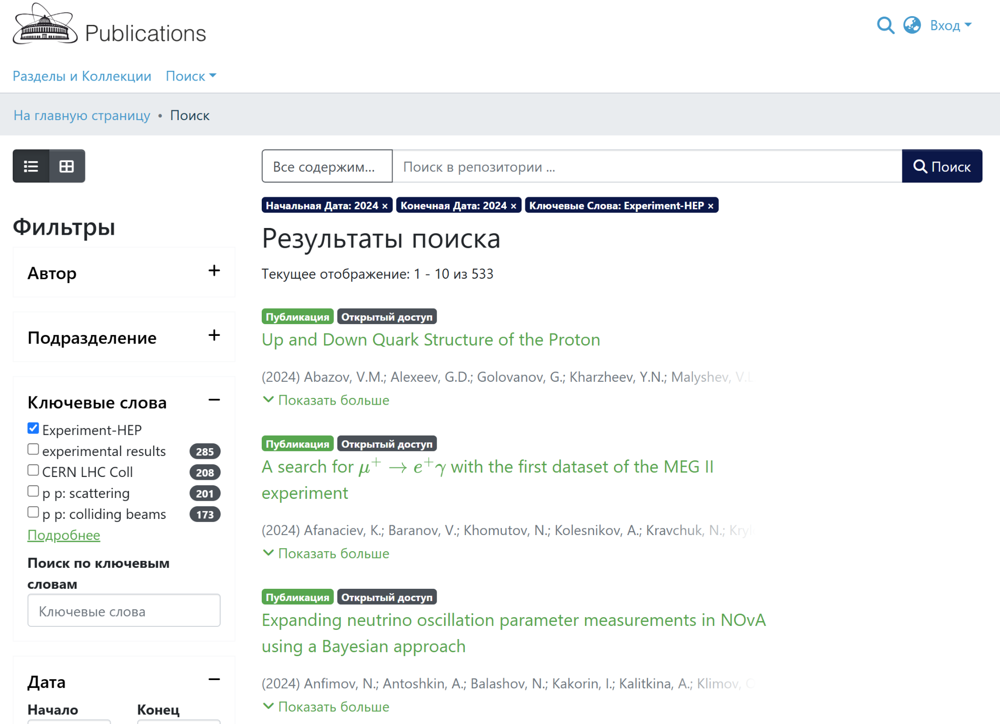 Publications
Вход
Разделы и Коллекции Поиск
На главную страницу • Поиск
Все содержим... Поиск в репозитории ... Поиск
Начальная Дата: 2024 × Конечная Дата: 2024 × Ключевые Слова: Experiment-HEP ×
Фильтры
Автор +
Подразделение +
Ключевые слова −
Experiment-HEP
experimental results 285
CERN LHC Coll 208
p p: scattering 201
p p: colliding beams 173
Подробнее
Поиск по ключевым
словам
Ключевые слова
Дата −
Начало Конец
Результаты поиска
Текущее отображение: 1 - 10 из 533
Публикация Открытый доступ
Up and Down Quark Structure of the Proton
(2024) Abazov, V.M.; Alexeev, G.D.; Golovanov, G.; Kharzheev, Y.N.; Malyshev, V.L
Показать больше
Публикация Открытый доступ
A search for μ⁺ → e⁺γ with the first dataset of the MEG II
experiment
(2024) Afanaciev, K.; Baranov, V.; Khomutov, N.; Kolesnikov, A.; Kravchuk, N.; Kryl
Показать больше
Публикация Открытый доступ
Expanding neutrino oscillation parameter measurements in NOvA
using a Bayesian approach
(2024) Anfimov, N.; Antoshkin, A.; Balashov, N.; Kakorin, I.; Kalitkina, A.; Klimov, O
Показать больше